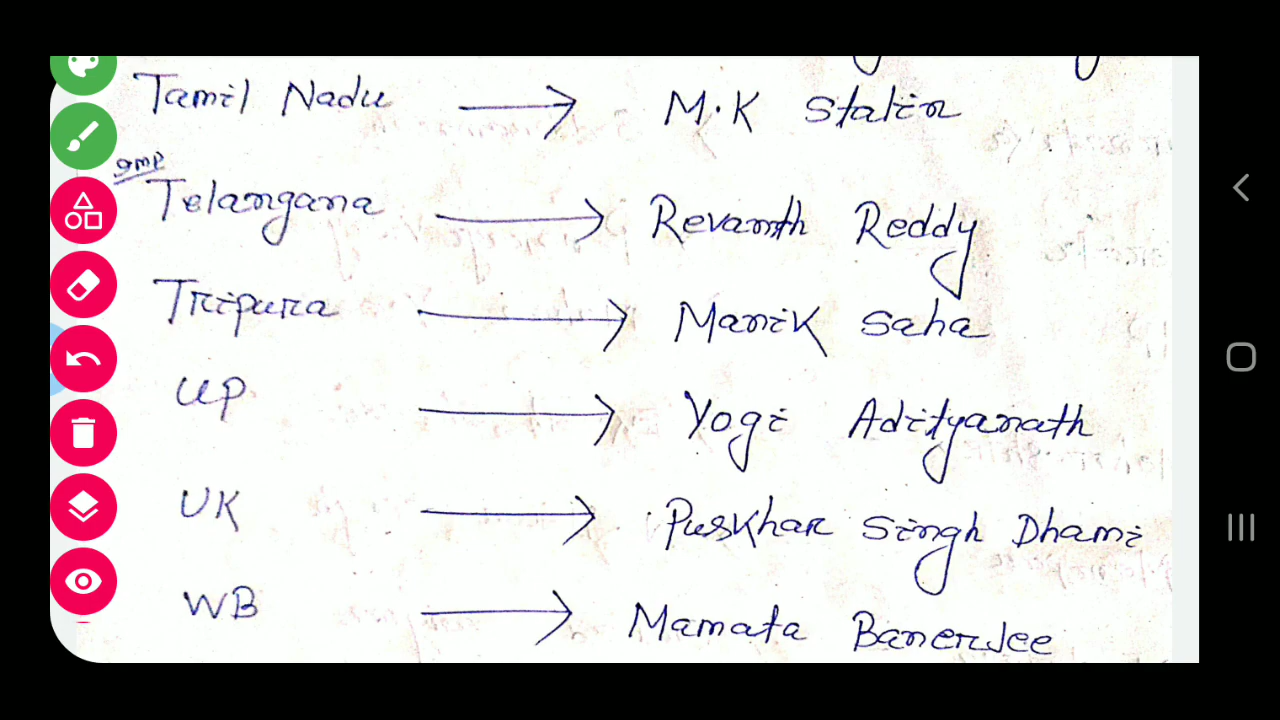 Tamil Nadu → M.K Stalin
Imp
Telangana → Revanth Reddy
Tripura → Manik Saha
UP → Yogi Adityanath
UK → Puskhar Singh Dhami
WB → Mamata Banerjee